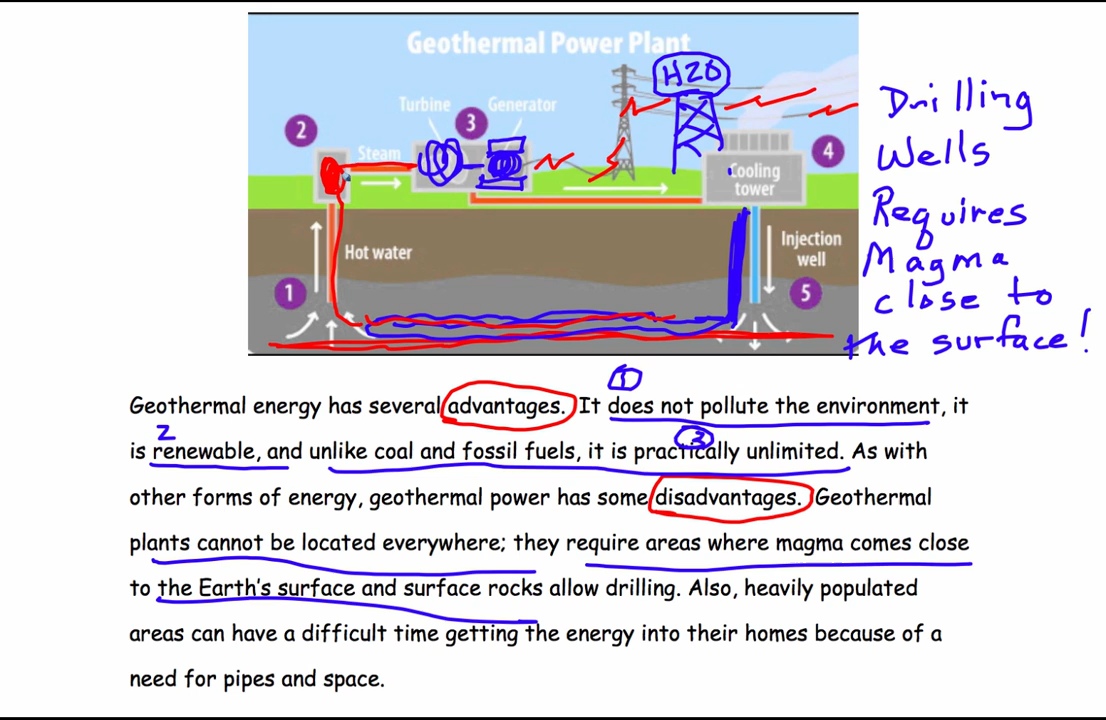 Geothermal Power Plant
H20
Turbine
Generator
3
2
Steam
4
Cooling
tower
Hot water
Injection
well
1
5
Drilling
Wells
Requires
Magma
close to
the surface!
1
Geothermal energy has several advantages. It does not pollute the environment, it
2
3
is renewable, and unlike coal and fossil fuels, it is practically unlimited. As with
other forms of energy, geothermal power has some disadvantages. Geothermal
plants cannot be located everywhere; they require areas where magma comes close
to the Earth's surface and surface rocks allow drilling. Also, heavily populated
areas can have a difficult time getting the energy into their homes because of a
need for pipes and space.